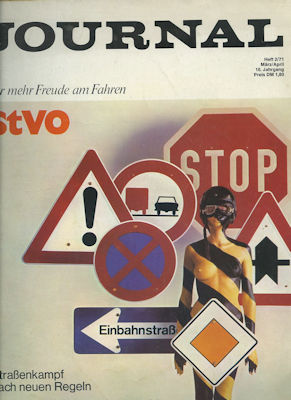 JOURNAL
Heft 2/71
März/April
18. Jahrgang
Preis DM 1,80
r mehr Freude am Fahren
StVO
STOP
Einbahnstraß
traßenkampf
ach neuen Regeln